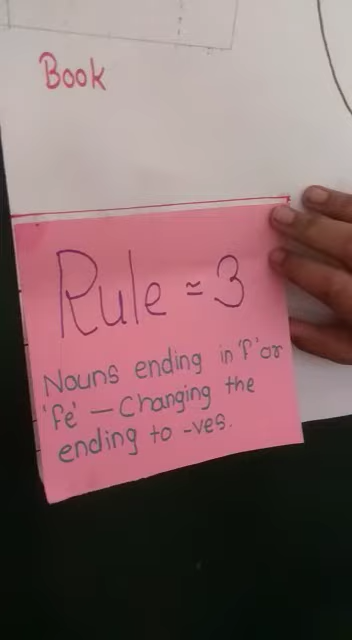 Book
Rule = 3
Nouns ending in 'f' or
'fe' — Changing the
ending to -ves.